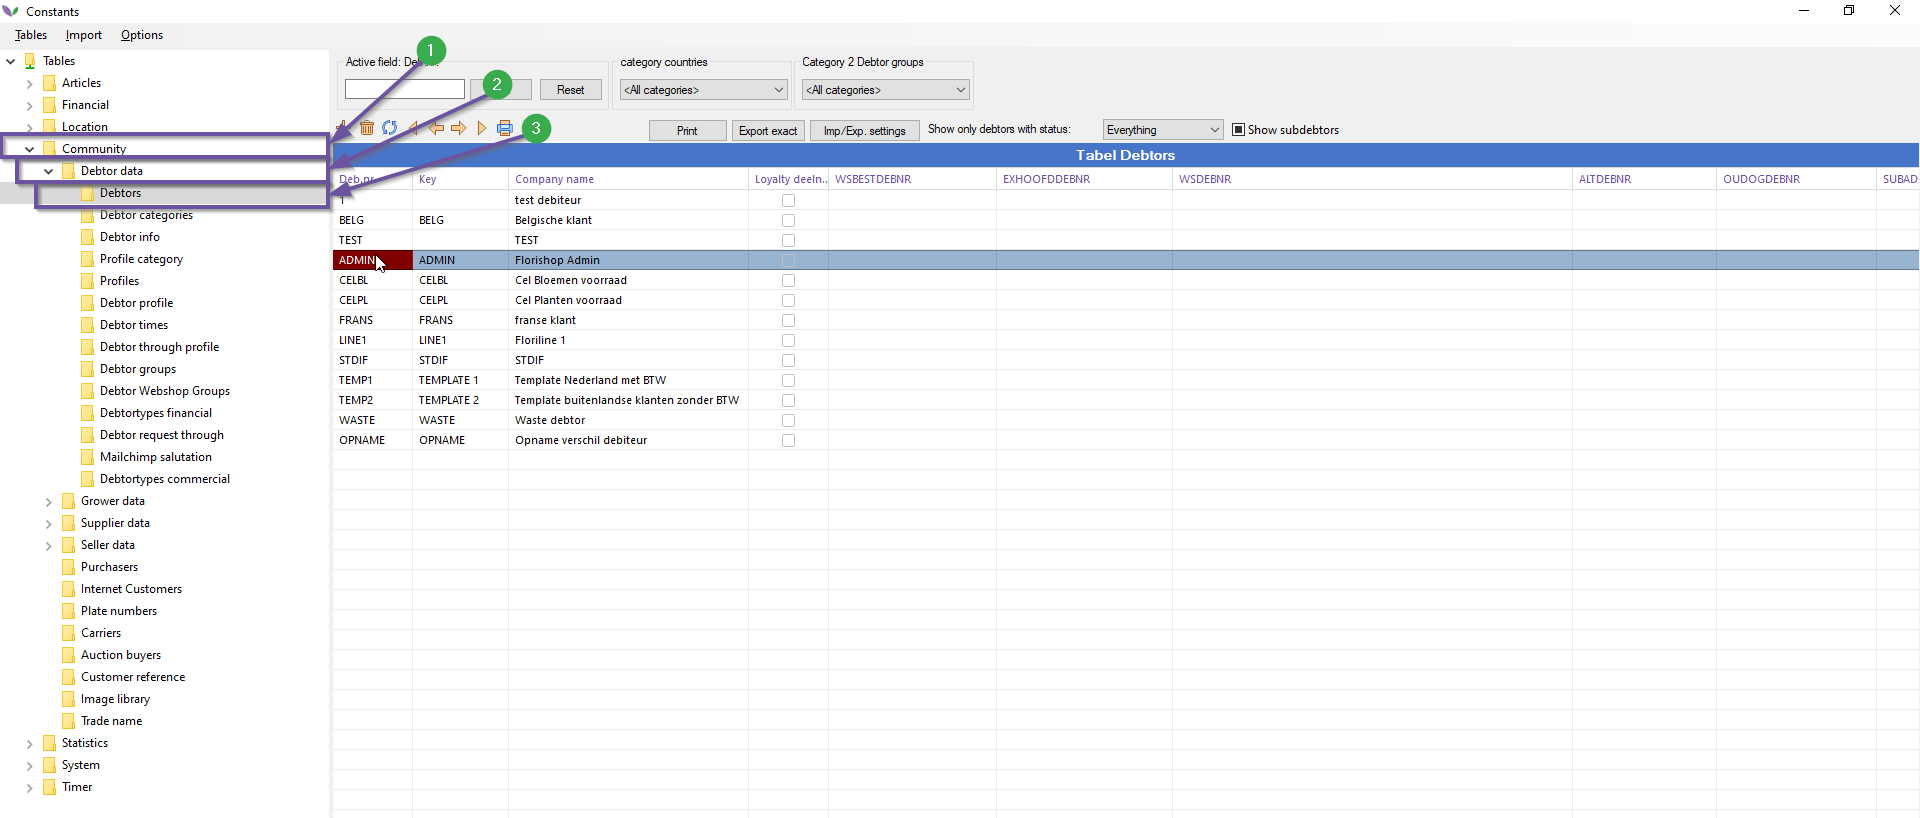 Constants
Tables Import Options
Tables
Articles
Financial
Location
Community
Debtor data
Debtors
Debtor categories
Debtor info
Profile category
Profiles
Debtor profile
Debtor times
Debtor through profile
Debtor groups
Debtor Webshop Groups
Debtortypes financial
Debtor request through
Mailchimp salutation
Debtortypes commercial
Grower data
Supplier data
Seller data
Purchasers
Internet Customers
Plate numbers
Carriers
Auction buyers
Customer reference
Image library
Trade name
Statistics
System
Timer
1
2
3
Active field: category countries Category 2 Debtor groups
Reset <All categories> <All categories>
Print Export exact Imp/Exp. settings Show only debtors with status: Everything Show subdebtors
Tabel Debtors
Deb.nr Key Company name Loyalty deeln.. WSBESTDEBNR EXHOOFDDEBNR WSDEBNR ALTDEBNR OUDOGDEBNR SUBAD
1 test debiteur
BELG BELG Belgische klant
TEST TEST
ADMIN ADMIN Florishop Admin
CELBL CELBL Cel Bloemen voorraad
CELPL CELPL Cel Planten voorraad
FRANS FRANS franse klant
LINE1 LINE1 Floriline 1
STDIF STDIF STDIF
TEMP1 TEMPLATE 1 Template Nederland met BTW
TEMP2 TEMPLATE 2 Template buitenlandse klanten zonder BTW
WASTE WASTE Waste debtor
OPNAME OPNAME Opname verschil debiteur